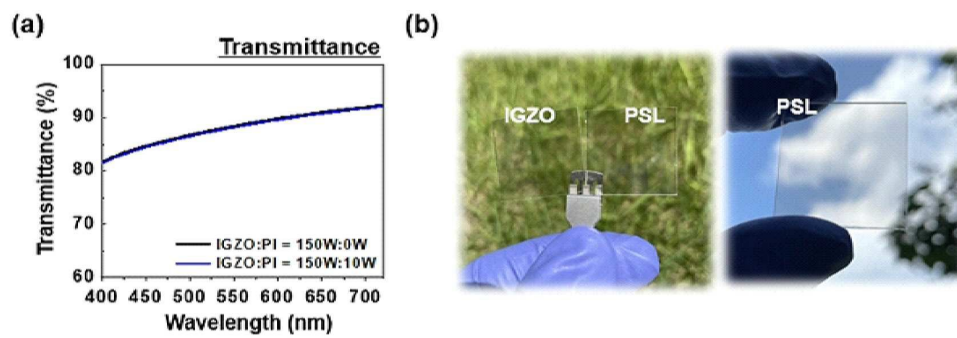 (a)
Transmittance
Transmittance (%)
100
90
80
70
60
IGZO:PI = 150W:0W
IGZO:PI = 150W:10W
400 450 500 550 600 650 700
Wavelength (nm)
(b)
IGZO PSL
PSL